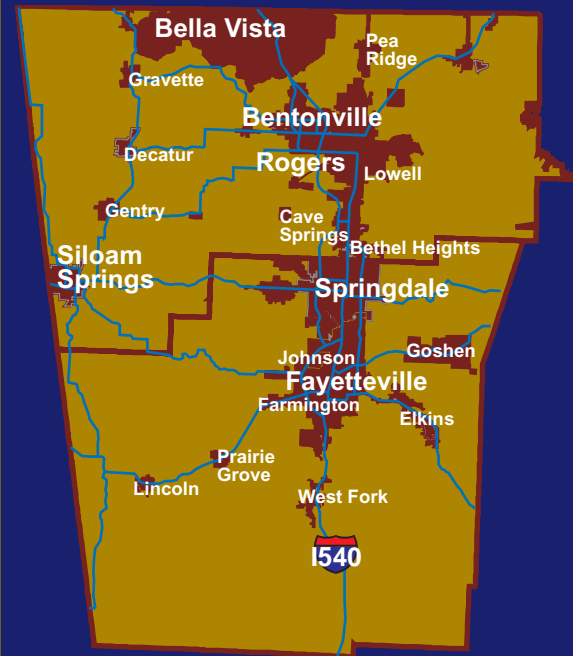 Bella Vista
Pea
Ridge
Gravette
Bentonville
Decatur
Rogers
Lowell
Gentry
Cave
Springs
Bethel Heights
Siloam
Springs
Springdale
Johnson
Goshen
Fayetteville
Farmington
Elkins
Prairie
Grove
Lincoln
West Fork
I540